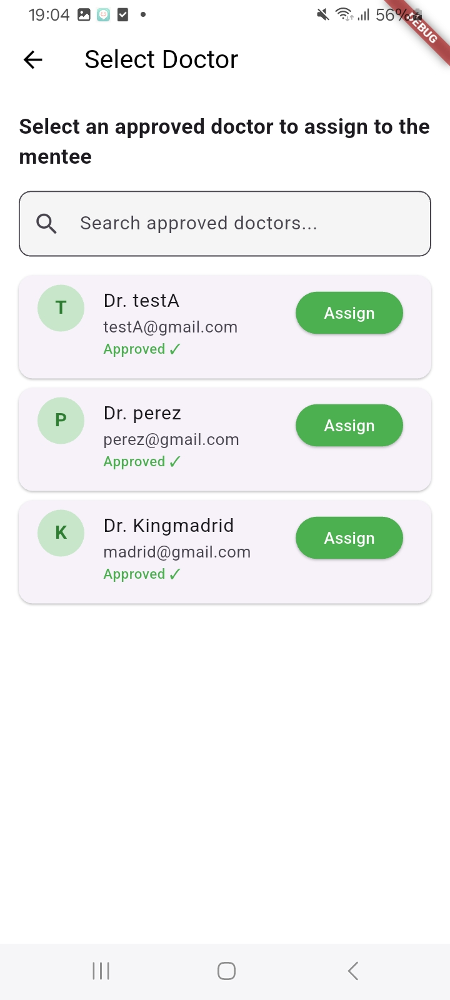 19:04 56%
DEBUG
Select Doctor
Select an approved doctor to assign to the
mentee
Search approved doctors...
T
Dr. testA
testA@gmail.com
Approved ✓
Assign
P
Dr. perez
perez@gmail.com
Approved ✓
Assign
K
Dr. Kingmadrid
madrid@gmail.com
Approved ✓
Assign